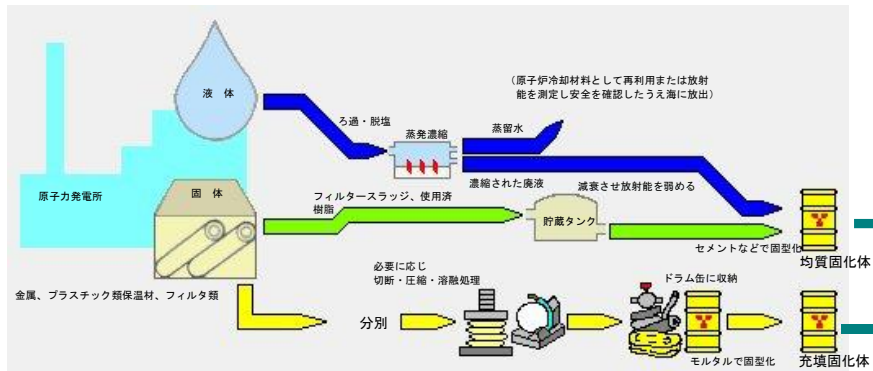 （原子炉冷却材料として再利用または放射
能を測定し安全を確認したうえ海に放出）
液　体
ろ過・脱塩
蒸発濃縮
蒸留水
原子力発電所
固　体
フィルタースラッジ、使用済
樹脂
濃縮された廃液
減衰させ放射能を弱める
貯蔵タンク
セメントなどで固型化
均質固化体
金属、プラスチック類保温材、フィルタ類
必要に応じ
切断・圧縮・溶融処理
ドラム缶に収納
分別
モルタルで固型化
充填固化体